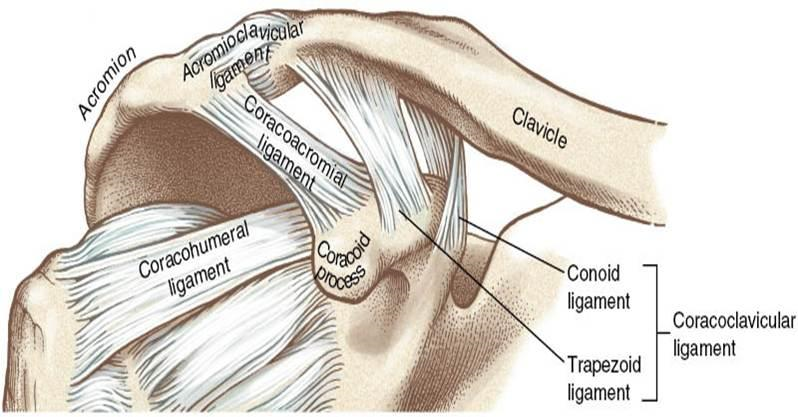 Acromion
Acromioclavicular
ligament
Coracoacromial
ligament
Clavicle
Coracohumeral
ligament
Coracoid
process
Conoid
ligament
Coracoclavicular
ligament
Trapezoid
ligament